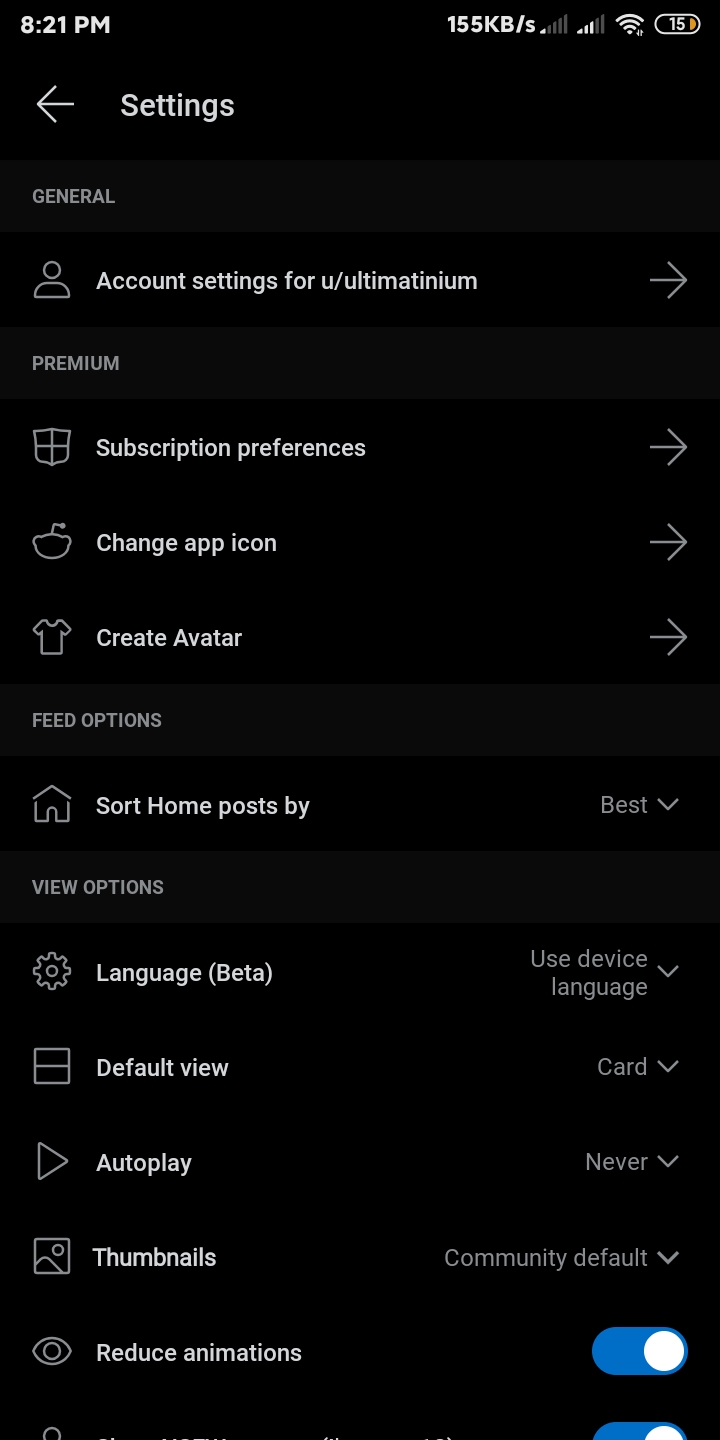 8:21 PM 155KB/s 15
Settings
GENERAL
Account settings for u/ultimatinium
PREMIUM
Subscription preferences
Change app icon
Create Avatar
FEED OPTIONS
Sort Home posts by Best
VIEW OPTIONS
Language (Beta) Use device
language
Default view Card
Autoplay Never
Thumbnails Community default
Reduce animations